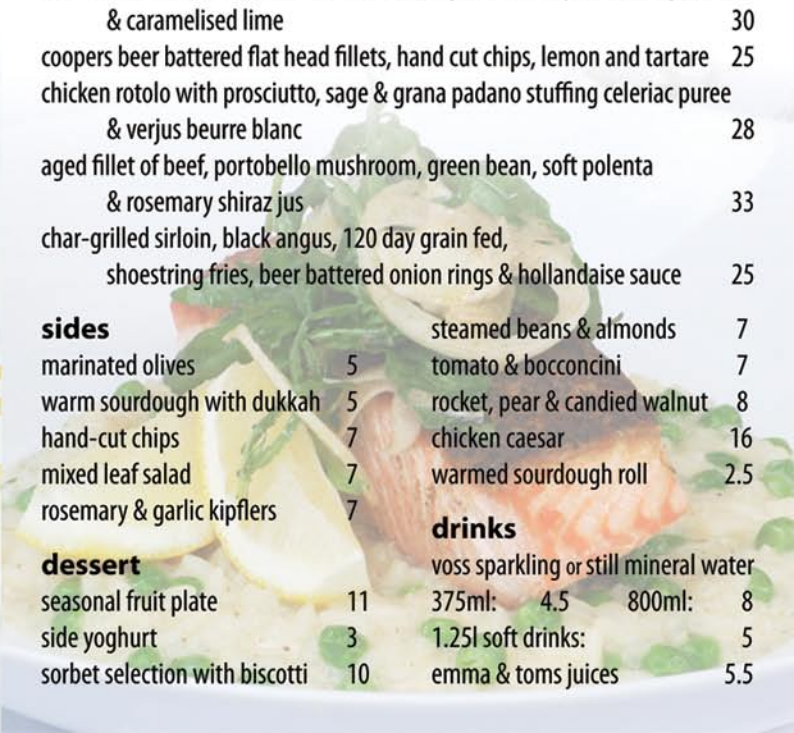 & caramelised lime 30
coopers beer battered flat head fillets, hand cut chips, lemon and tartare 25
chicken rotolo with prosciutto, sage & grana padano stuffing celeriac puree
& verjus beurre blanc 28
aged fillet of beef, portobello mushroom, green bean, soft polenta
& rosemary shiraz jus 33
char-grilled sirloin, black angus, 120 day grain fed,
shoestring fries, beer battered onion rings & hollandaise sauce 25
sides
marinated olives 5
warm sourdough with dukkah 5
hand-cut chips 7
mixed leaf salad 7
rosemary & garlic kipflers 7
dessert
seasonal fruit plate 11
side yoghurt 3
sorbet selection with biscotti 10
steamed beans & almonds 7
tomato & bocconcini 7
rocket, pear & candied walnut 8
chicken caesar 16
warmed sourdough roll 2.5
drinks
voss sparkling or still mineral water
375ml: 4.5 800ml: 8
1.25l soft drinks: 5
emma & toms juices 5.5